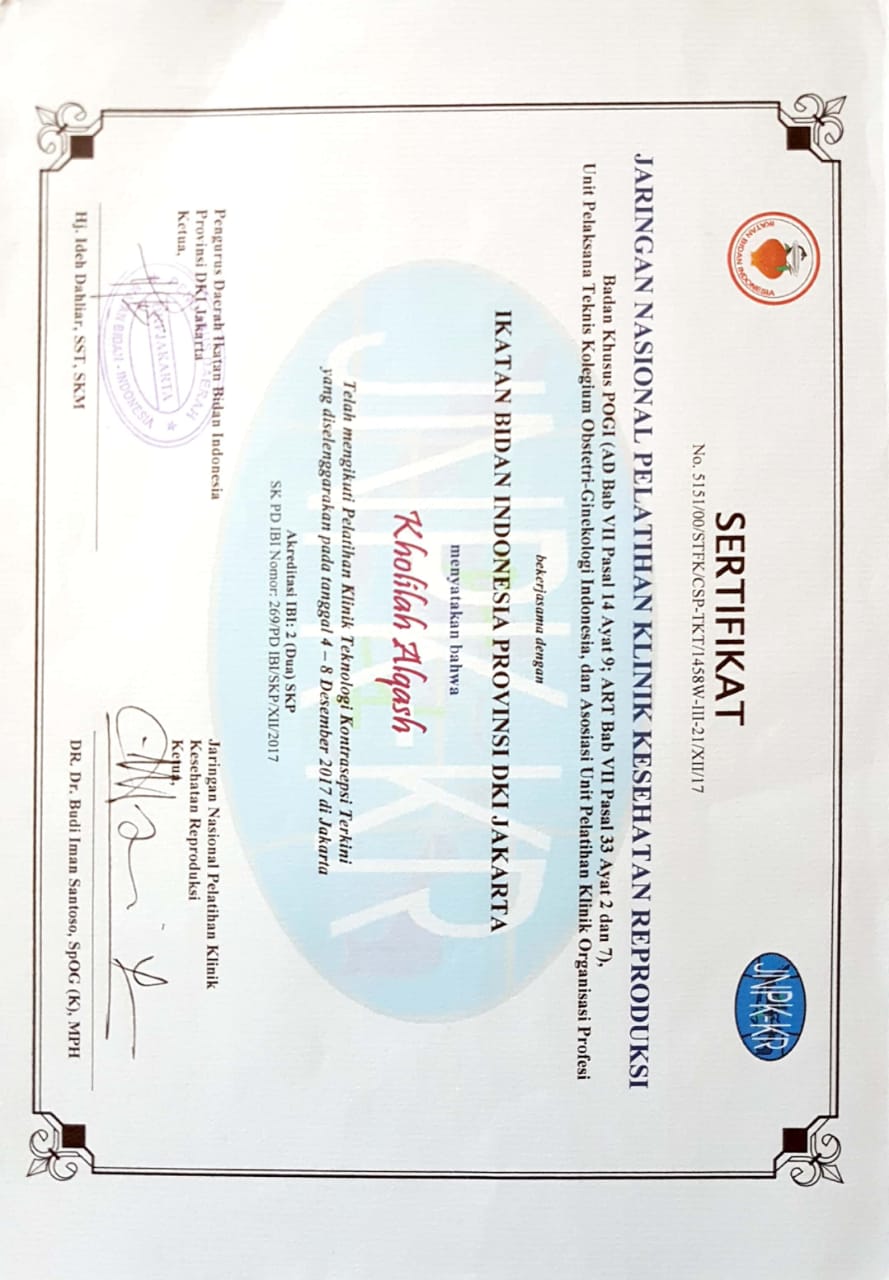 IKATAN BIDAN INDONESIA
JNPK-KR
SERTIFIKAT
No. 5151/00/STFK/CSP-TKT/1458W-III-21/XII/17
JARINGAN NASIONAL PELATIHAN KLINIK KESEHATAN REPRODUKSI
Badan Khusus POGI (AD Bab VII Pasal 14 Ayat 9; ART Bab VII Pasal 33 Ayat 2 dan 7),
Unit Pelaksana Teknis Kolegium Obstetri-Ginekologi Indonesia, dan Asosiasi Unit Pelatihan Klinik Organisasi Profesi
bekerjasama dengan
IKATAN BIDAN INDONESIA PROVINSI DKI JAKARTA
menyatakan bahwa
Kholilah Alqash
JNPK-KR
Telah mengikuti Pelatihan Klinik Teknologi Kontrasepsi Terkini
yang diselenggarakan pada tanggal 4 – 8 Desember 2017 di Jakarta
Akreditasi IBI: 2 (Dua) SKP
SK PD IBI Nomor: 269/PD IBI/SKP/XII/2017
Pengurus Daerah Ikatan Bidan Indonesia
Provinsi DKI Jakarta
Ketua,
DAERAH
JAKARTA
BIDAN - INDONESIA
Hj. Ideh Dahliar, SST, SKM
Jaringan Nasional Pelatihan Klinik
Kesehatan Reproduksi
Ketua,
DR. Dr. Budi Iman Santoso, SpOG (K), MPH